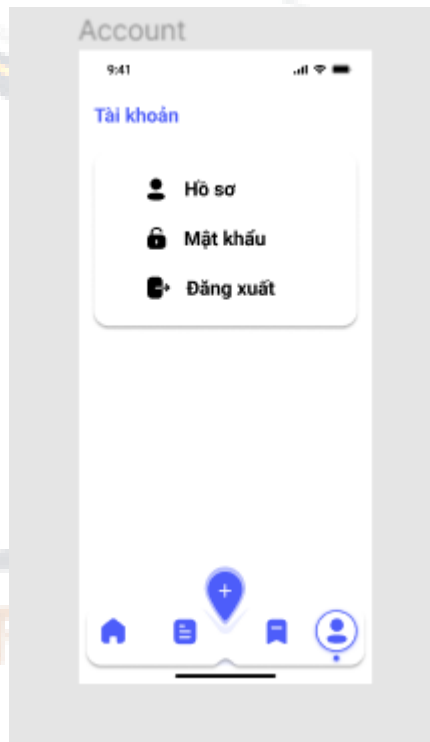 Account
9:41
Tài khoản
Hồ sơ
Mật khẩu
Đăng xuất